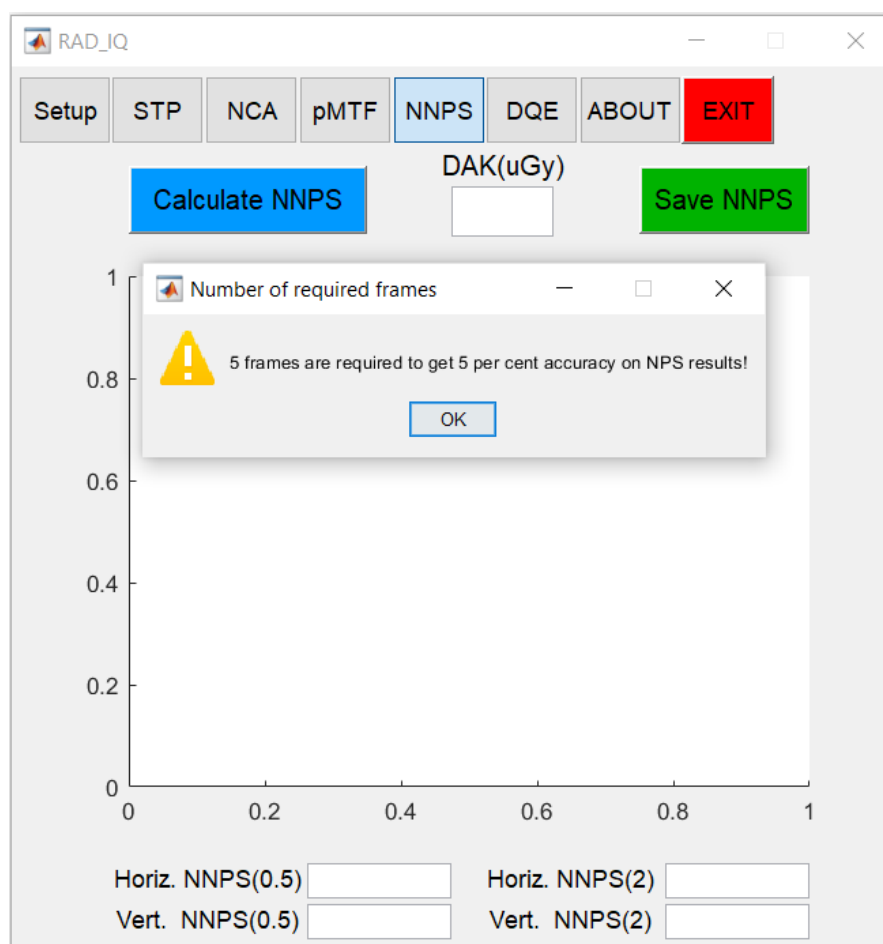 RAD_IQ
Setup STP NCA pMTF NNPS DQE ABOUT EXIT
DAK(uGy)
Calculate NNPS Save NNPS
Number of required frames
5 frames are required to get 5 per cent accuracy on NPS results!
OK
1
0.8
0.6
0.4
0.2
0
0 0.2 0.4 0.6 0.8 1
Horiz. NNPS(0.5) Horiz. NNPS(2)
Vert. NNPS(0.5) Vert. NNPS(2)